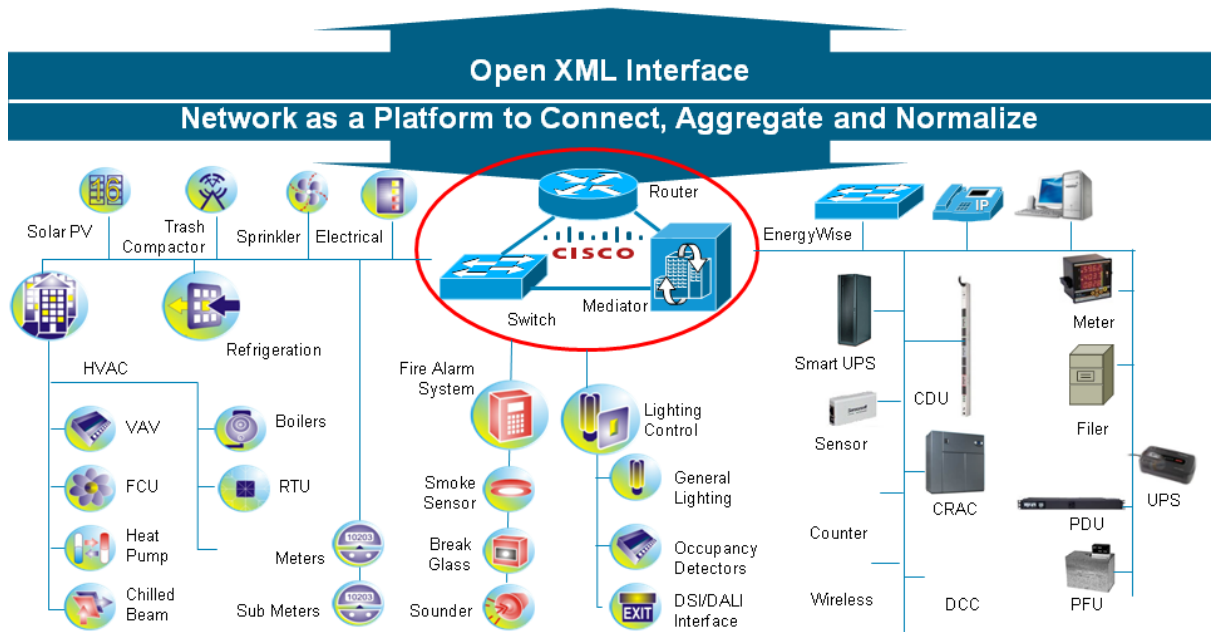 Open XML Interface
Network as a Platform to Connect, Aggregate and Normalize
16
Solar PV
Trash
Compactor
Sprinkler
Electrical
Router
CISCO
Switch
Mediator
EnergyWise
IP
Refrigeration
HVAC
VAV
Boilers
FCU
RTU
Heat
Pump
Chilled
Beam
10203
Meters
10203
Sub Meters
Fire Alarm
System
Smoke
Sensor
Break
Glass
Sounder
Lighting
Control
General
Lighting
Occupancy
Detectors
EXIT
DSI/DALI
Interface
Smart UPS
Sensor
Counter
Wireless
CDU
CRAC
DCC
Meter
Filer
PDU
PFU
UPS